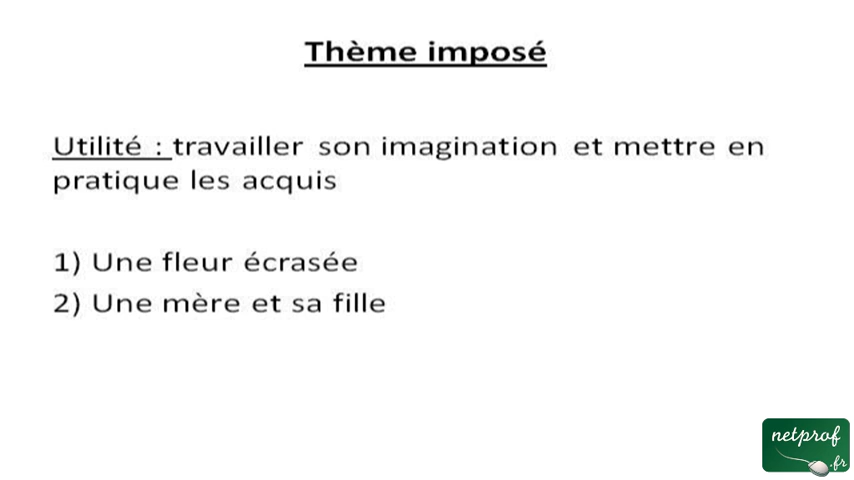 Thème imposé
Utilité : travailler son imagination et mettre en
pratique les acquis
1) Une fleur écrasée
2) Une mère et sa fille
netprof
.fr